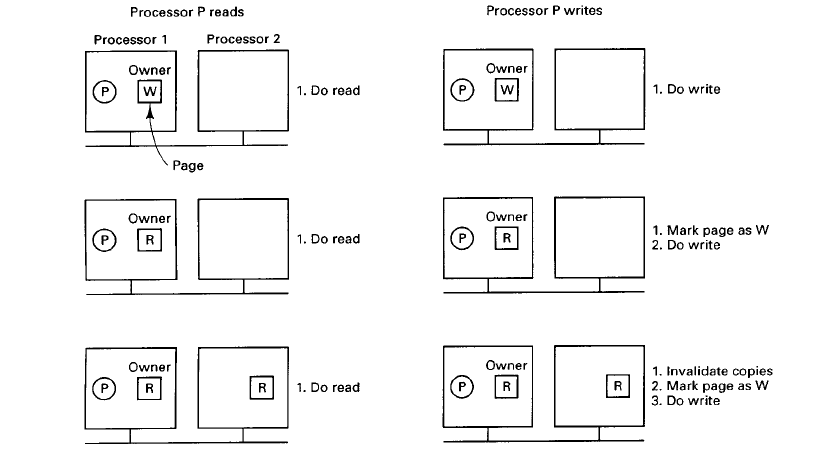 Processor P reads
Processor P writes
Processor 1
Processor 2
Owner
P
W
1. Do read
Page
Owner
P
W
1. Do write
Owner
P
R
1. Do read
Owner
P
R
1. Mark page as W
2. Do write
Owner
P
R
R
1. Do read
Owner
P
R
R
1. Invalidate copies
2. Mark page as W
3. Do write